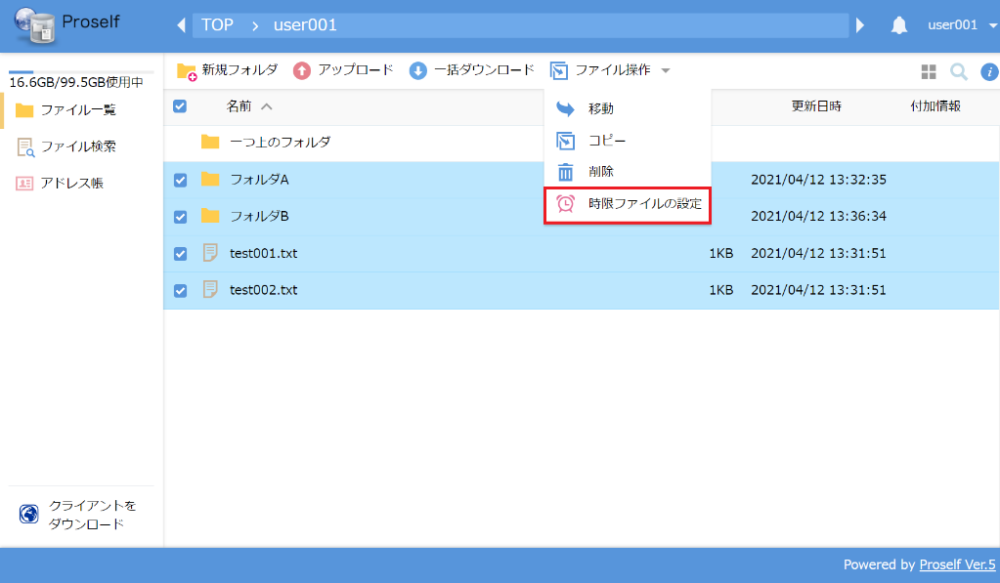 Proself
TOP > user001
user001
16.6GB/99.5GB使用中
ファイル一覧
ファイル検索
アドレス帳
クライアントを
ダウンロード
新規フォルダ アップロード 一括ダウンロード ファイル操作
名前 更新日時 付加情報
移動
コピー
削除
時限ファイルの設定
一つ上のフォルダ
フォルダA 2021/04/12 13:32:35
フォルダB 2021/04/12 13:36:34
test001.txt 1KB 2021/04/12 13:31:51
test002.txt 1KB 2021/04/12 13:31:51
Powered by Proself Ver.5